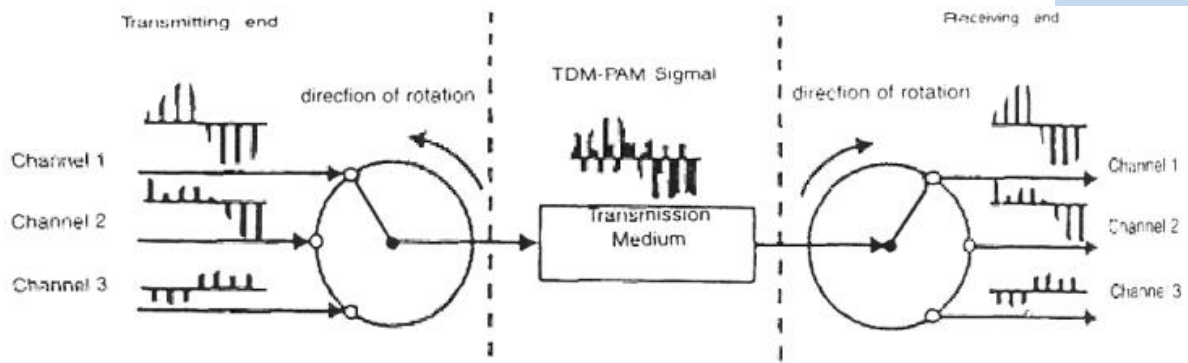 Transmitting end
Receiving end
TDM-PAM Sigmal
direction of rotation
direction of rotation
Channel 1
Channel 2
Channel 3
Transmission
Medium
Channel 1
Channel 2
Channel 3